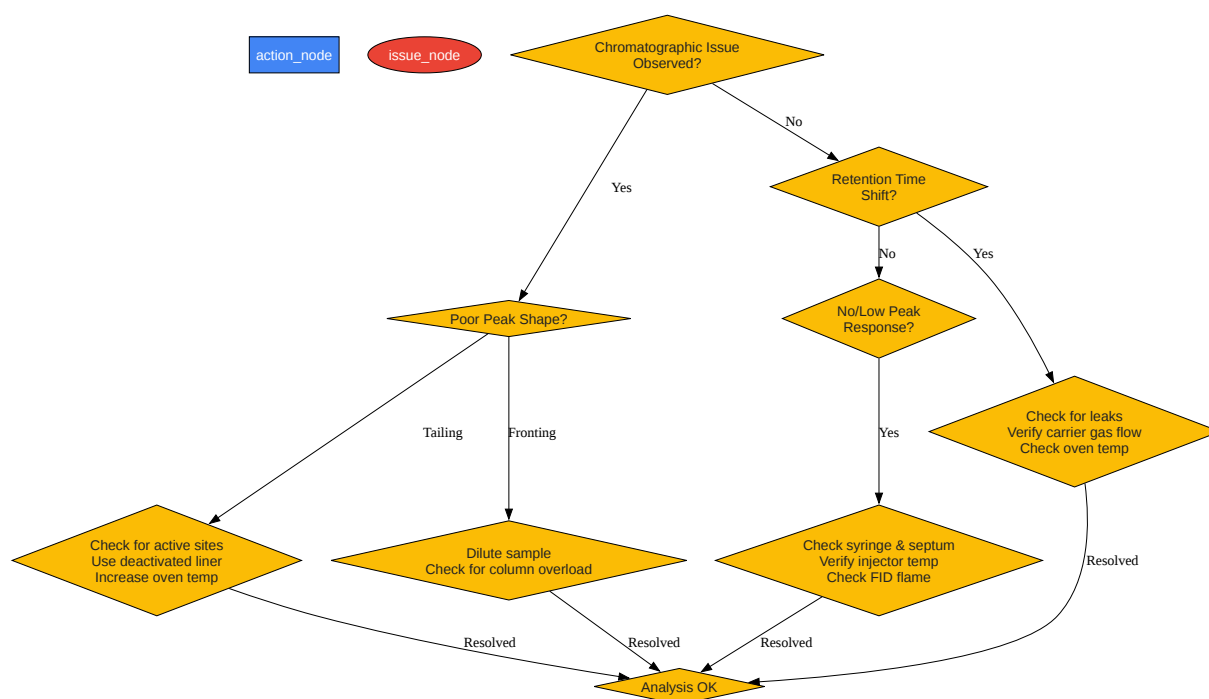 action_node
issue_node
Chromatographic Issue
Observed?
No
Retention Time
Shift?
Yes
No
Yes
Poor Peak Shape?
No/Low Peak
Response?
Check for leaks
Verify carrier gas flow
Check oven temp
Tailing
Fronting
Yes
Check for active sites
Use deactivated liner
Increase oven temp
Dilute sample
Check for column overload
Check syringe & septum
Verify injector temp
Check FID flame
Resolved
Resolved
Resolved
Resolved
Analysis OK